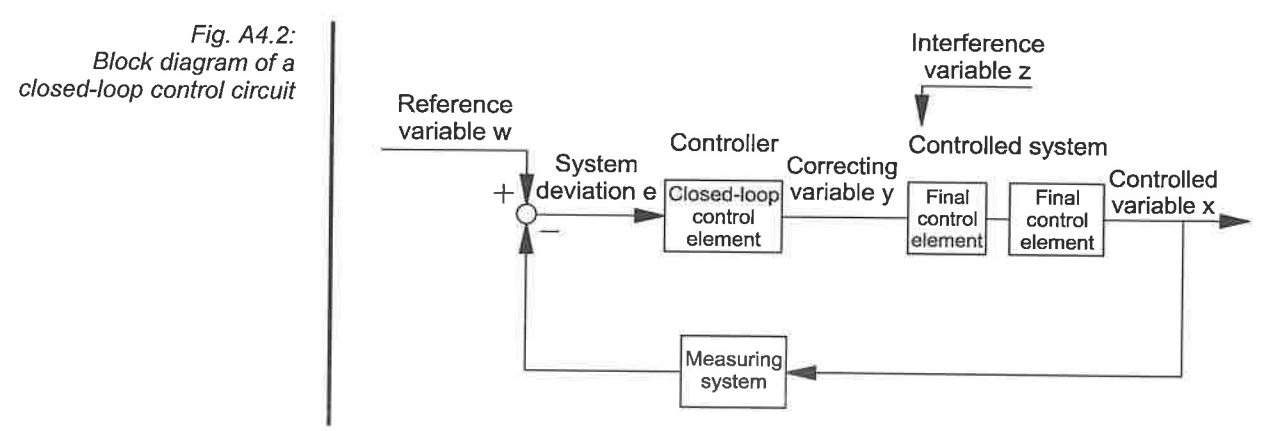 Fig. A4.2:
Block diagram of a
closed-loop control circuit
Interference
variable z
Reference
variable w
Controller
Controlled system
System
deviation e
Correcting
variable y
Controlled
variable x
+
−
Closed-loop
control
element
Final
control
element
Final
control
element
Measuring
system